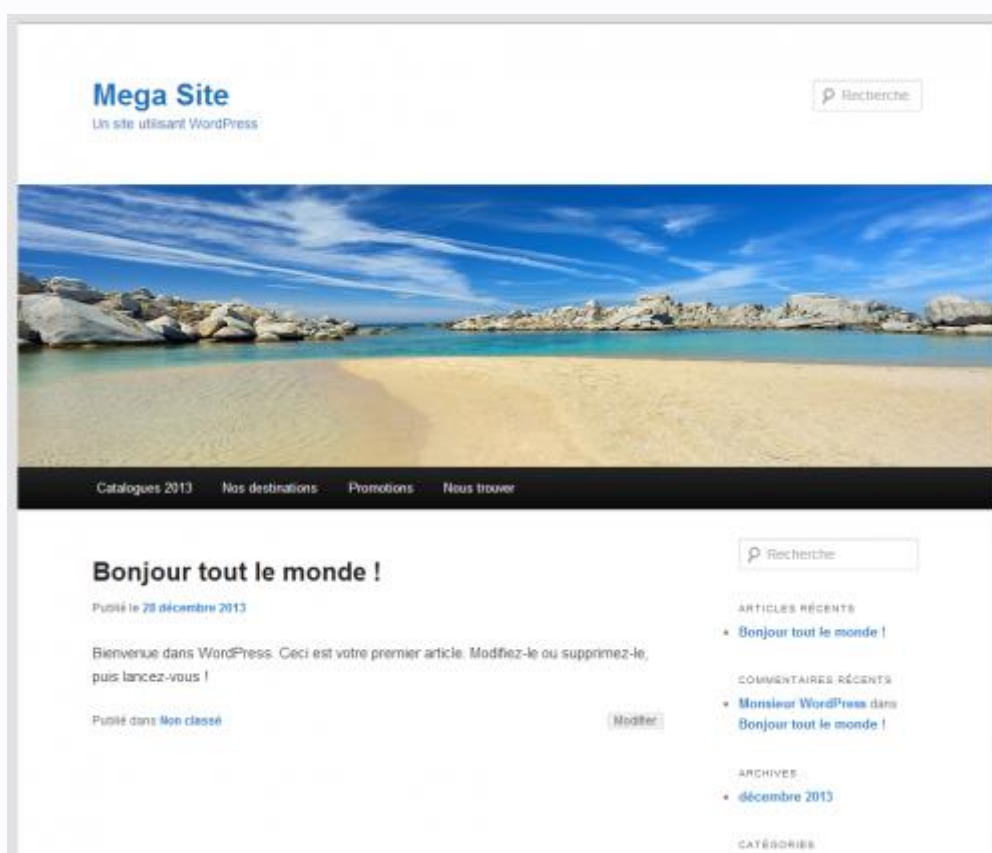 Mega Site
Un site utilisant WordPress
Recherche
Catalogues 2013 Nos destinations Promotions Nous trouver
Bonjour tout le monde !
Publié le 28 décembre 2013
Bienvenue dans WordPress. Ceci est votre premier article. Modifiez-le ou supprimez-le,
puis lancez-vous !
Publié dans Non classé
Modifier
Recherche
ARTICLES RÉCENTS
Bonjour tout le monde !
COMMENTAIRES RÉCENTS
Monsieur WordPress dans
Bonjour tout le monde !
ARCHIVES
décembre 2013
CATÉGORIES